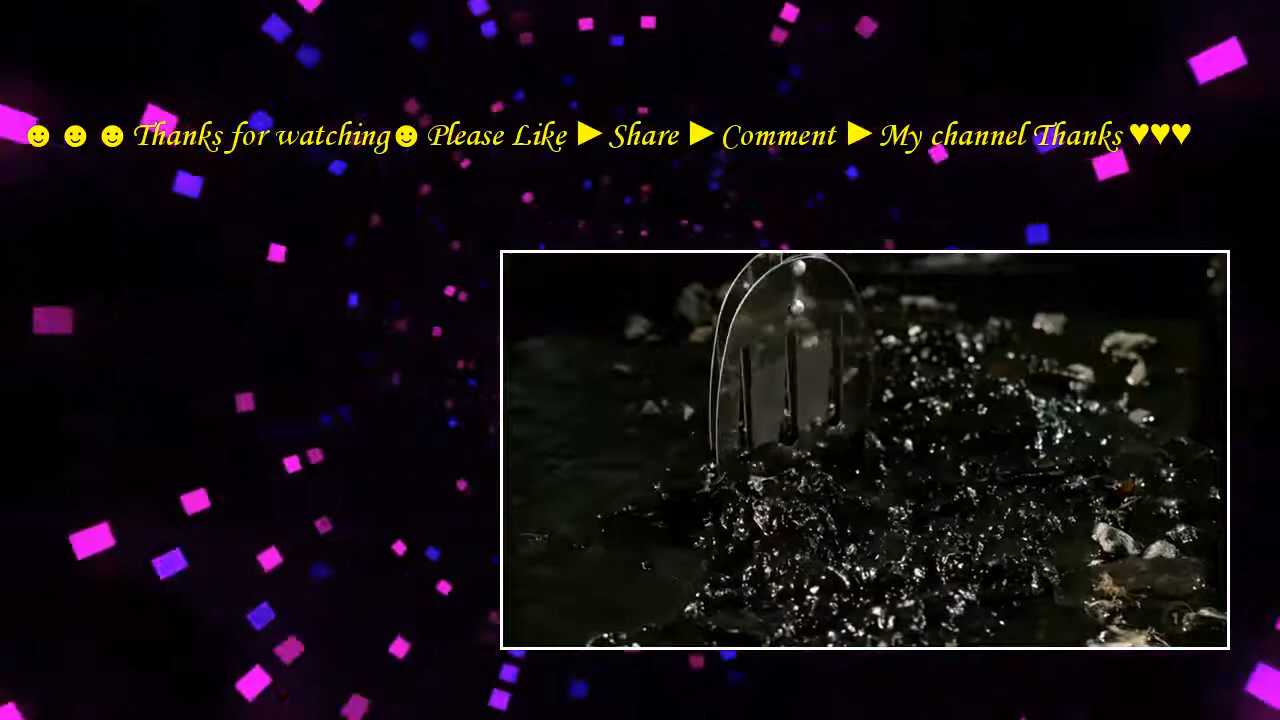 ☻ ☻ ☻ Thanks for watching☻ Please Like ► Share ► Comment ► My channel Thanks ♥♥♥